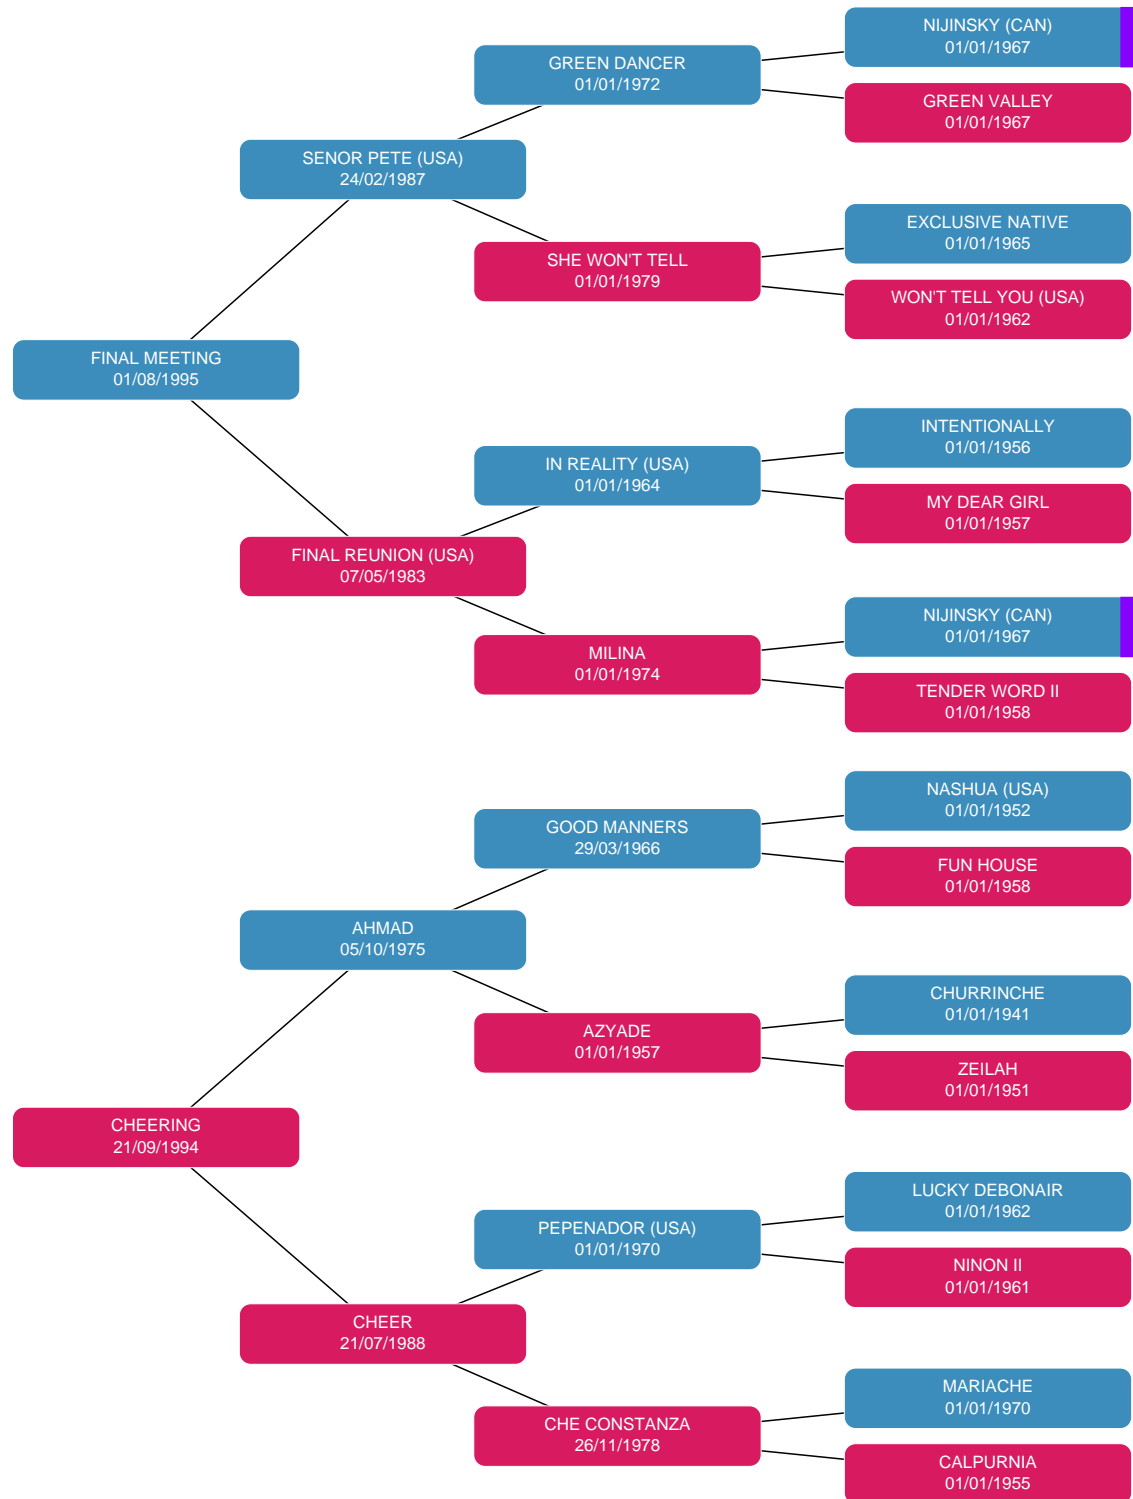 NIJINSKY (CAN)
01/01/1967
GREEN DANCER
01/01/1972
GREEN VALLEY
01/01/1967
SENOR PETE (USA)
24/02/1987
EXCLUSIVE NATIVE
01/01/1965
SHE WON'T TELL
01/01/1979
WON'T TELL YOU (USA)
01/01/1962
FINAL MEETING
01/08/1995
INTENTIONALLY
01/01/1956
IN REALITY (USA)
01/01/1964
MY DEAR GIRL
01/01/1957
FINAL REUNION (USA)
07/05/1983
NIJINSKY (CAN)
01/01/1967
MILINA
01/01/1974
TENDER WORD II
01/01/1958
NASHUA (USA)
01/01/1952
GOOD MANNERS
29/03/1966
FUN HOUSE
01/01/1958
AHMAD
05/10/1975
CHURRINCHE
01/01/1941
AZYADE
01/01/1957
ZEILAH
01/01/1951
CHEERING
21/09/1994
LUCKY DEBONAIR
01/01/1962
PEPENADOR (USA)
01/01/1970
NINON II
01/01/1961
CHEER
21/07/1988
MARIACHE
01/01/1970
CHE CONSTANZA
26/11/1978
CALPURNIA
01/01/1955